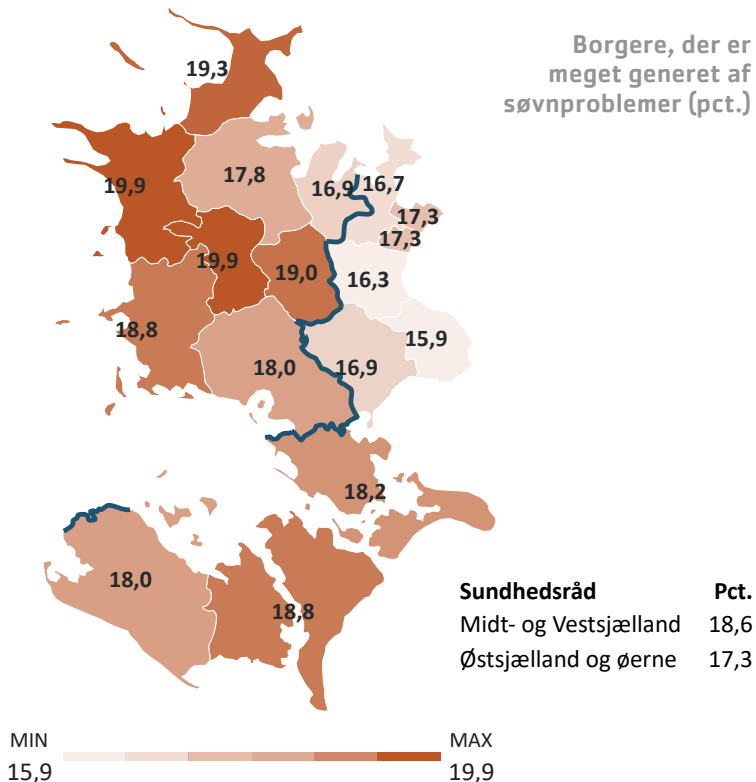 Borgere, der er
meget generet af
søvnproblemer (pct.)
19,3
19,9
17,8
16,9
16,7
17,3
17,3
19,9
19,0
16,3
18,8
18,0
16,9
15,9
18,2
18,0
18,8
Sundhedsråd Pct.
Midt- og Vestsjælland 18,6
Østsjælland og øerne 17,3
MIN MAX
15,9 19,9